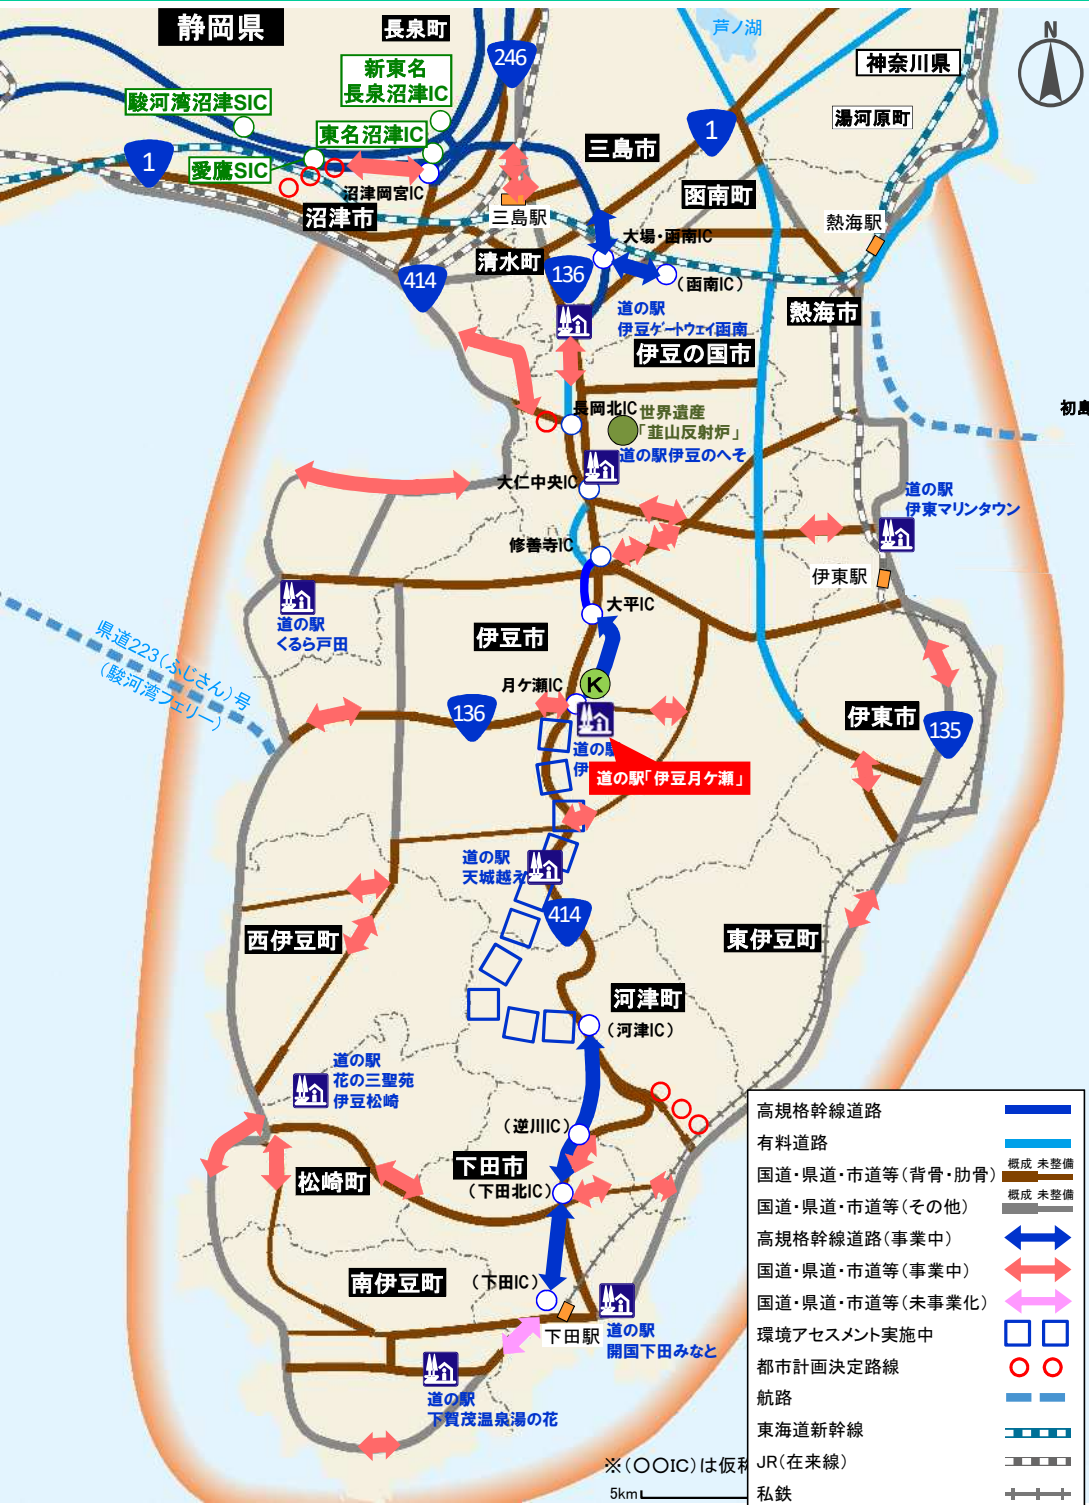 静岡県
長泉町
246
芦ノ湖
N
神奈川県
新東名
長泉沼津IC
駿河湾沼津SIC
東名沼津IC
愛鷹SIC
1
1
湯河原町
三島市
函南町
沼津岡宮IC
沼津市
三島駅
熱海駅
大場・函南IC
清水町
136
(函南IC)
414
道の駅
伊豆ゲートウェイ函南
熱海市
伊豆の国市
初島
長岡北IC
世界遺産
「韮山反射炉」
道の駅伊豆のへそ
大仁中央IC
道の駅
伊東マリンタウン
修善寺IC
伊東駅
大平IC
道の駅
くるら戸田
伊豆市
県道223(ふじさん)号
(駿河湾フェリー)
月ケ瀬IC
K
136
伊東市
135
道の駅
伊
道の駅「伊豆月ケ瀬」
道の駅
天城越え
414
西伊豆町
東伊豆町
河津町
(河津IC)
道の駅
花の三聖苑
伊豆松崎
(逆川IC)
下田市
松崎町
(下田北IC)
南伊豆町
(下田IC)
下田駅
道の駅
開国下田みなと
道の駅
下賀茂温泉湯の花
高規格幹線道路
有料道路
国道・県道・市道等(背骨・肋骨)
概成 未整備
国道・県道・市道等(その他)
概成 未整備
高規格幹線道路(事業中)
国道・県道・市道等(事業中)
国道・県道・市道等(未事業化)
環境アセスメント実施中
都市計画決定路線
航路
東海道新幹線
JR(在来線)
私鉄
※(○○IC)は仮称
5km